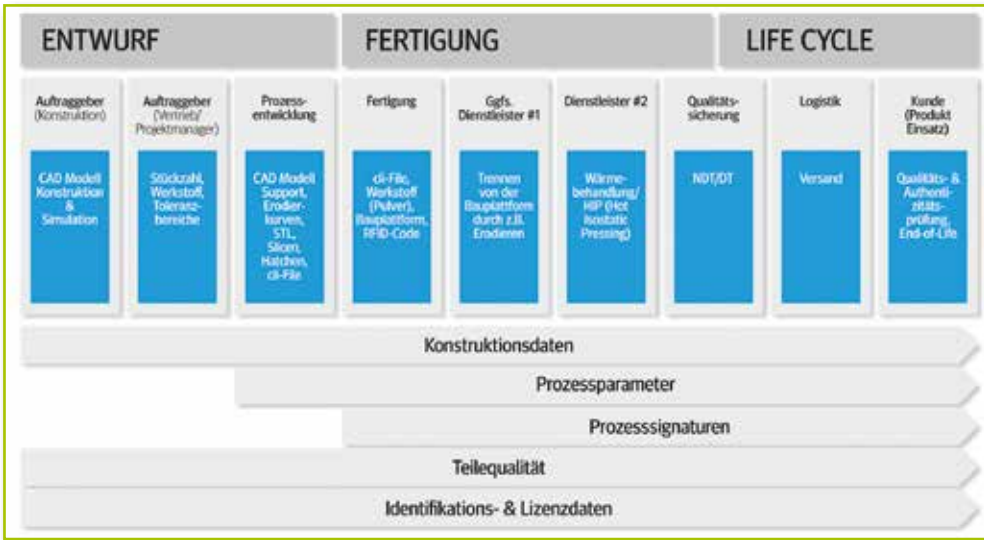 ENTWURF
FERTIGUNG
LIFE CYCLE
Auftraggeber
(Konstruktion)
Auftraggeber
(Vertrieb/
Projektmanager)
Prozess-
entwicklung
Fertigung
Ggfs.
Dienstleister #1
Dienstleister #2
Qualitäts-
sicherung
Logistik
Kunde
(Produkt
Einsatz)
CAD Modell
Konstruktion
&
Simulation
Stückzahl,
Werkstoff,
Toleranz-
bereiche
CAD Modell
Support,
Erodier-
kurven,
STL,
Slicen,
Hatchen,
cli-File
cli-File,
Werkstoff
(Pulver),
Bauplattform,
RFID-Code
Trennen
von der
Bauplattform
durch z.B.
Erodieren
Wärme-
behandlung/
HIP (Hot
Isostatic
Pressing)
NDT/DT
Versand
Qualitäts- &
Authenti-
zitäts-
prüfung,
End-of-Life
Konstruktionsdaten
Prozessparameter
Prozesssignaturen
Teilequalität
Identifikations- & Lizenzdaten